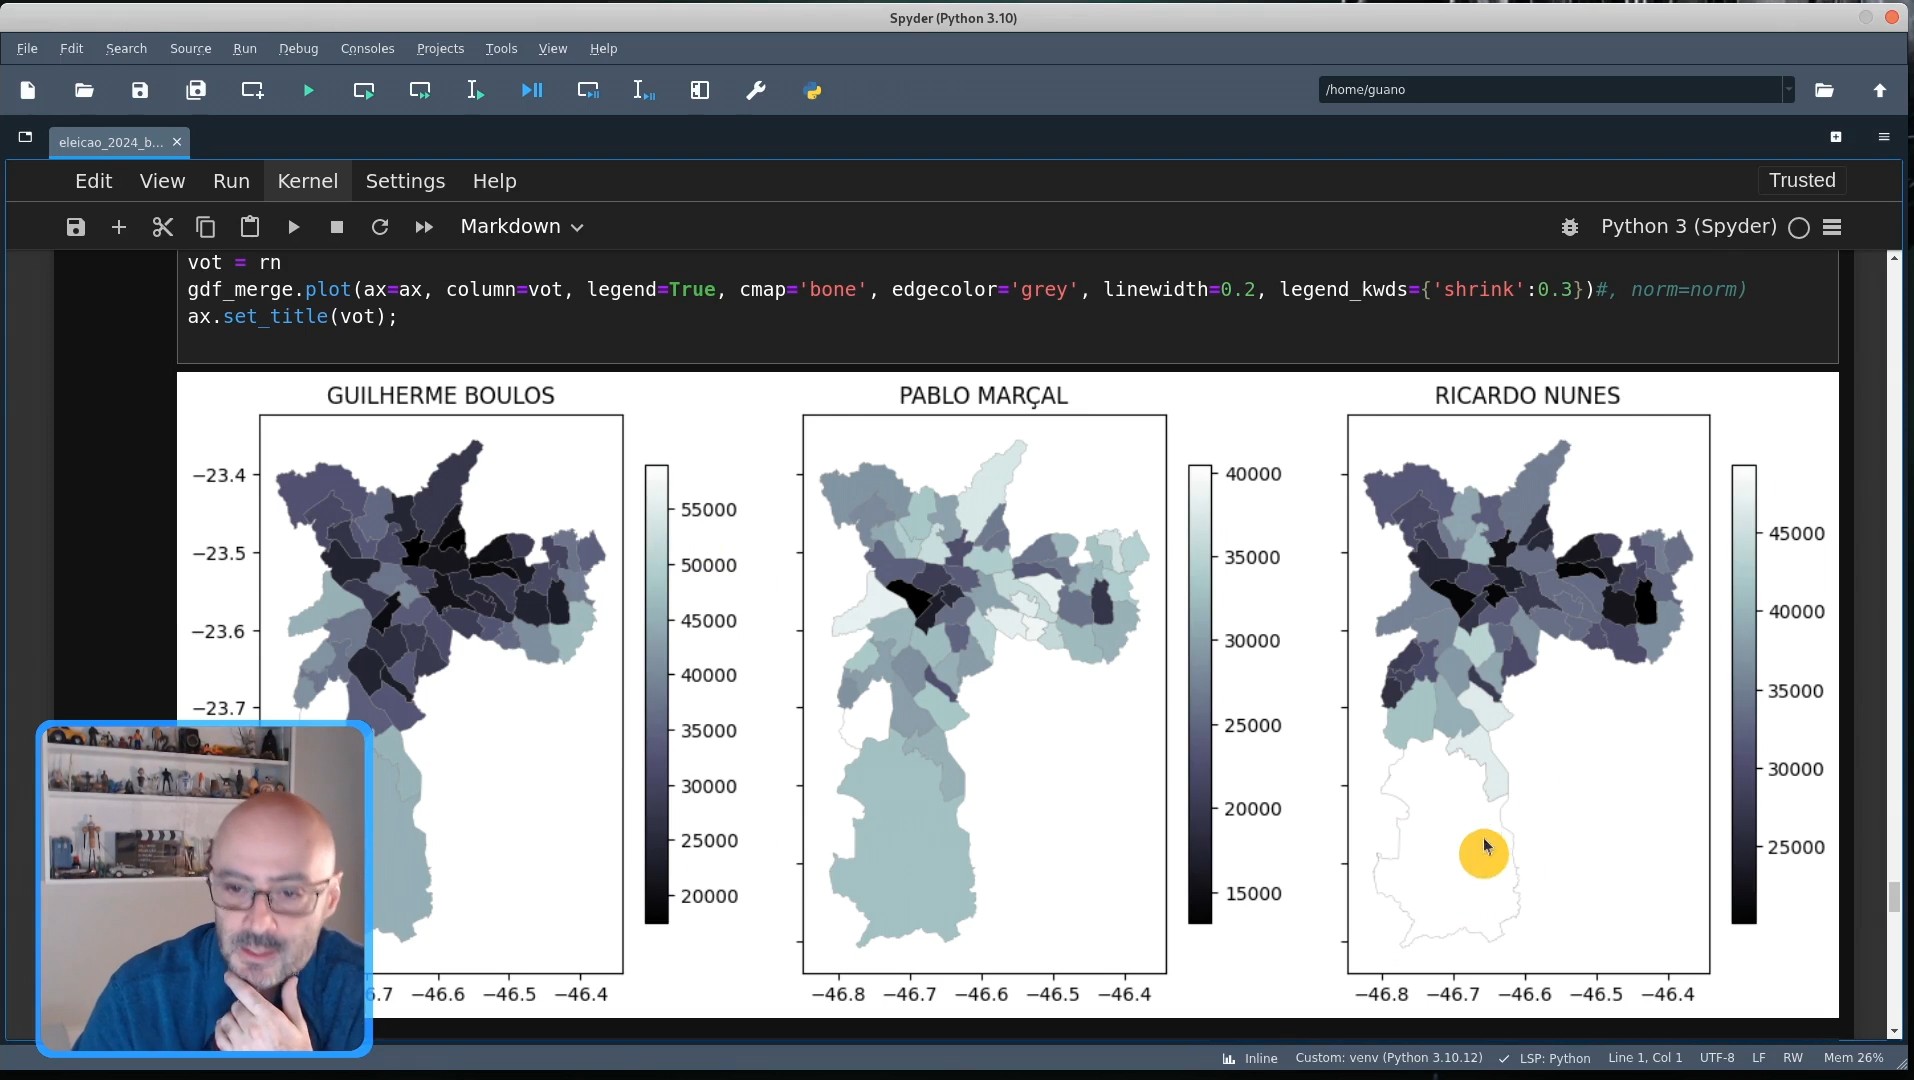 Spyder (Python 3.10)
File Edit Search Source Run Debug Consoles Projects Tools View Help
/home/guano
eleicao_2024_b...
Edit View Run Kernel Settings Help
Trusted
Markdown
Python 3 (Spyder)
vot = rn
gdf_merge.plot(ax=ax, column=vot, legend=True, cmap='bone', edgecolor='grey', linewidth=0.2, legend_kwds={'shrink':0.3})#, norm=norm)
ax.set_title(vot);
GUILHERME BOULOS
−23.4
−23.5
−23.6
−23.7
−46.6 −46.5 −46.4
55000
50000
45000
40000
35000
30000
25000
20000
PABLO MARÇAL
−46.8 −46.7 −46.6 −46.5 −46.4
40000
35000
30000
25000
20000
15000
RICARDO NUNES
−46.8 −46.7 −46.6 −46.5 −46.4
45000
40000
35000
30000
25000
Inline Custom: venv (Python 3.10.12) LSP: Python Line 1, Col 1 UTF-8 LF RW Mem 26%